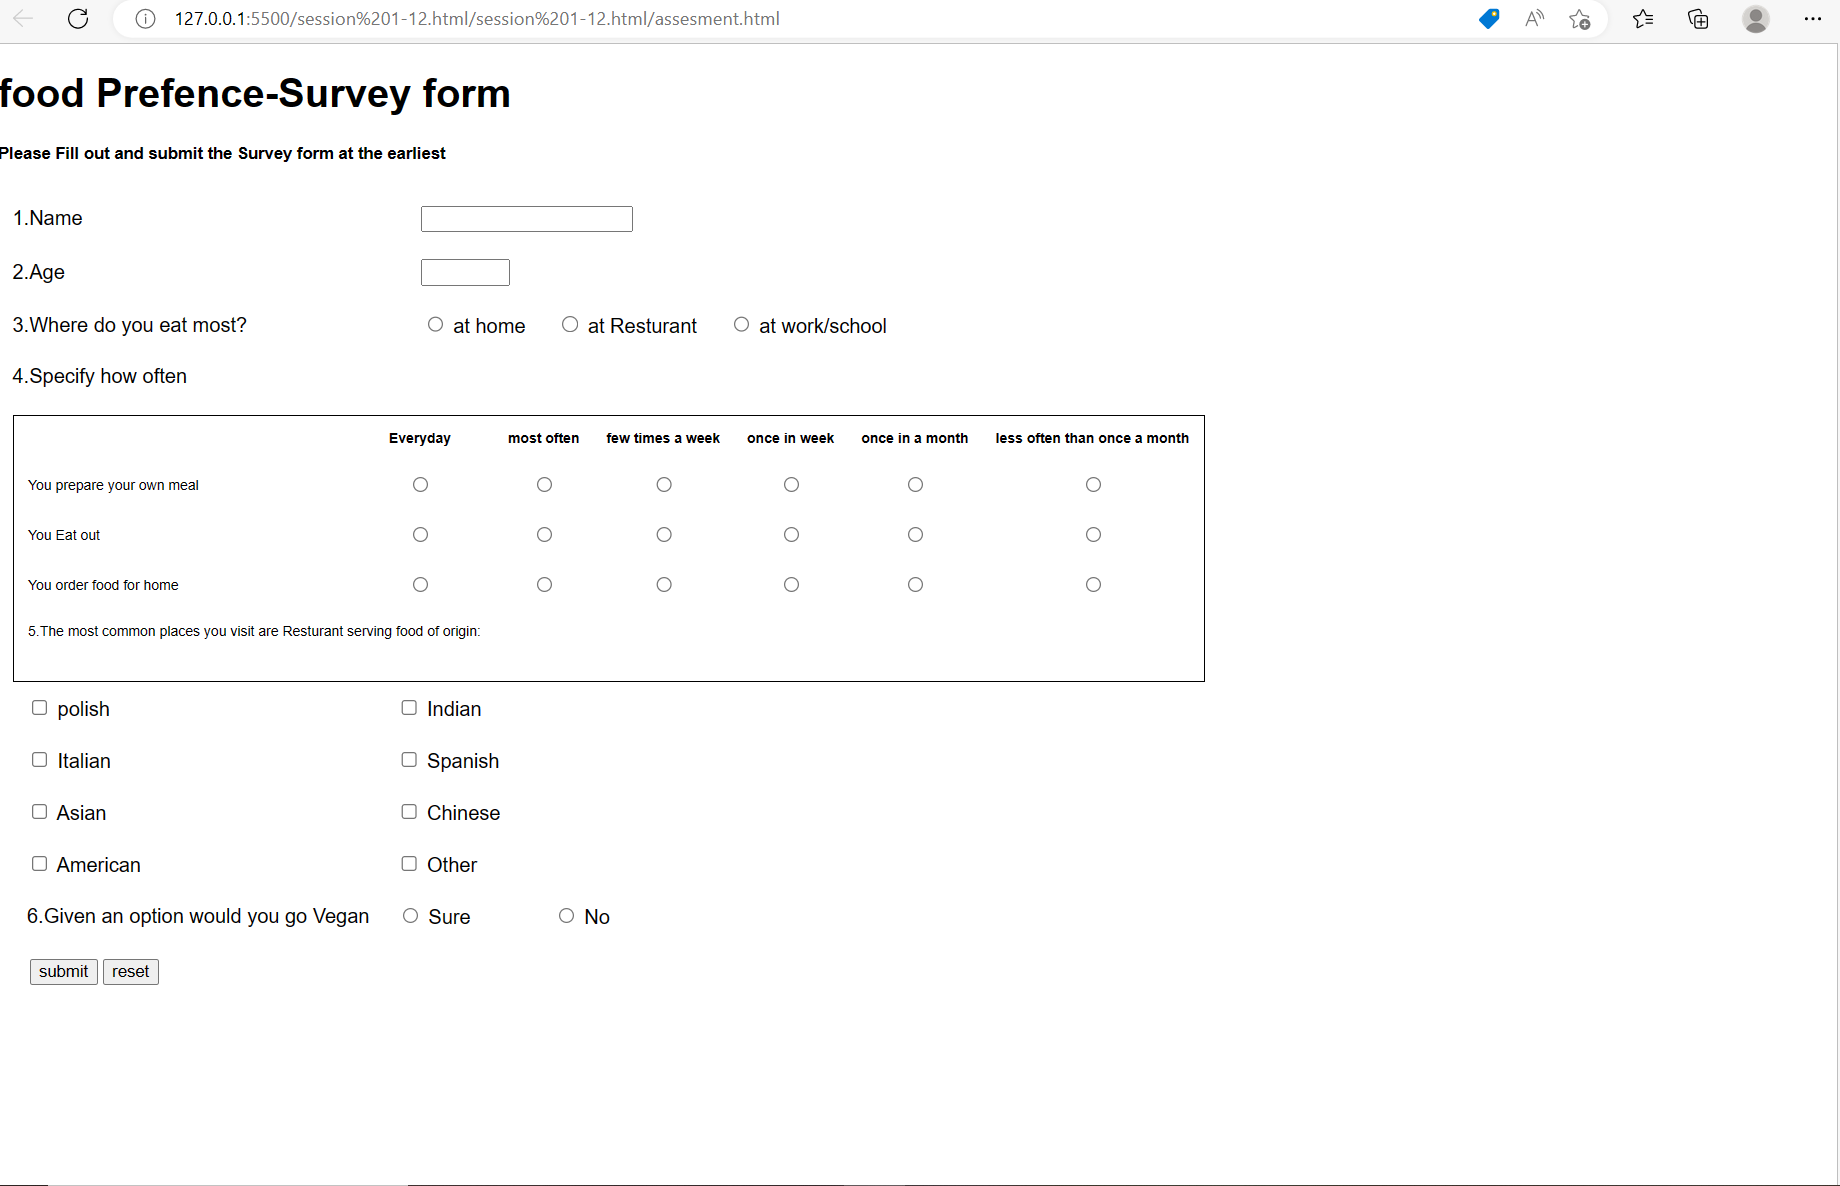 127.0.0.1:5500/session%201-12.html/session%201-12.html/assesment.html
food Prefence-Survey form
Please Fill out and submit the Survey form at the earliest
1.Name
2.Age
3.Where do you eat most? at home at Resturant at work/school
4.Specify how often
Everyday most often few times a week once in week once in a month less often than once a month
You prepare your own meal
You Eat out
You order food for home
5.The most common places you visit are Resturant serving food of origin:
polish Indian
Italian Spanish
Asian Chinese
American Other
6.Given an option would you go Vegan Sure No
submit reset